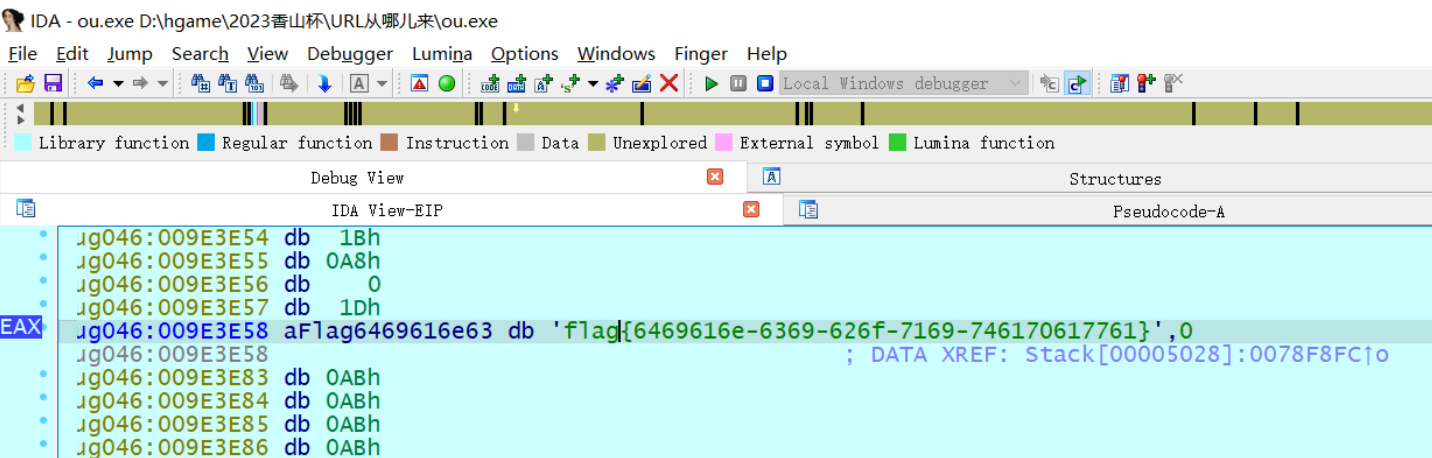 IDA - ou.exe D:\hgame\2023香山杯\URL从哪儿来\ou.exe
File Edit Jump Search View Debugger Lumina Options Windows Finger Help
Local Windows debugger
Library function Regular function Instruction Data Unexplored External symbol Lumina function
Debug View Structures
IDA View-EIP Pseudocode-A
ug046:009E3E54 db 1Bh
ug046:009E3E55 db 0A8h
ug046:009E3E56 db 0
ug046:009E3E57 db 1Dh
EAX ug046:009E3E58 aFlag6469616e63 db 'flag{6469616e-6369-626f-7169-746170617761}',0
ug046:009E3E58 ; DATA XREF: Stack[00005028]:0078F8FC↑o
ug046:009E3E83 db 0ABh
ug046:009E3E84 db 0ABh
ug046:009E3E85 db 0ABh
ug046:009E3E86 db 0ABh